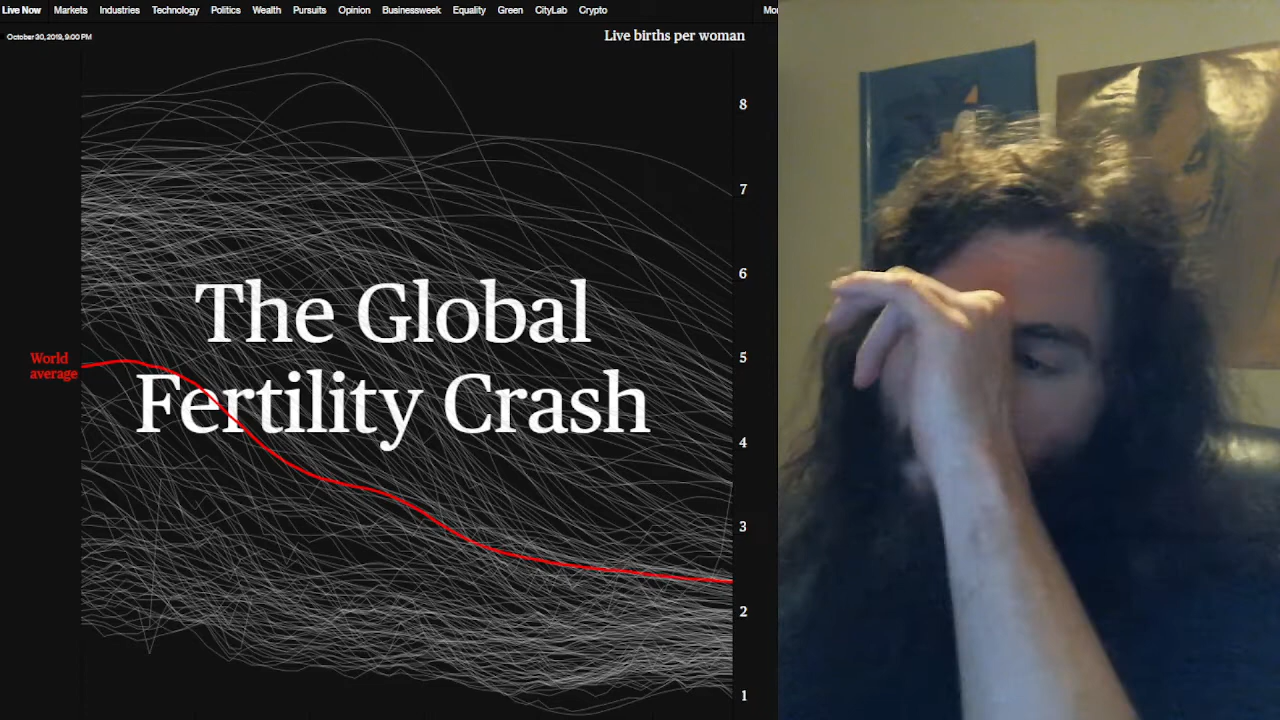 Live Now Markets Industries Technology Politics Wealth Pursuits Opinion Businessweek Equality Green CityLab Crypto
October 30, 2019, 9:00 PM
Live births per woman
8
7
6
The Global
World
average
5
Fertility Crash
4
3
2
1